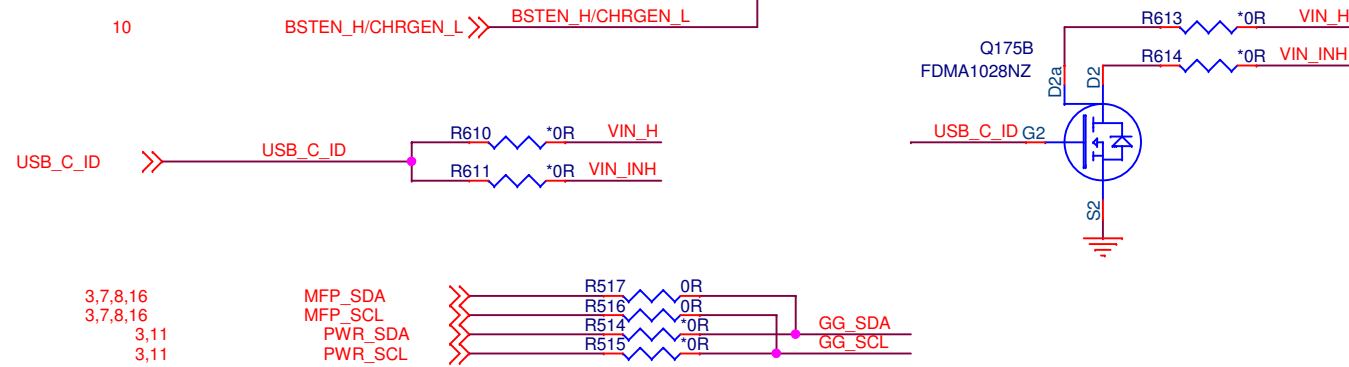 BSTEN_H/CHRGEN_L
10 BSTEN_H/CHRGEN_L
R613 *0R VIN_H
Q175B
FDMA1028NZ
R614 *0R VIN_INH
D2a D2
R610 *0R VIN_H
USB_C_ID G2
USB_C_ID USB_C_ID
R611 *0R VIN_INH
S2
R517 0R
3,7,8,16 MFP_SDA
R516 0R
3,7,8,16 MFP_SCL
R514 *0R GG_SDA
3,11 PWR_SDA
R515 *0R GG_SCL
3,11 PWR_SCL